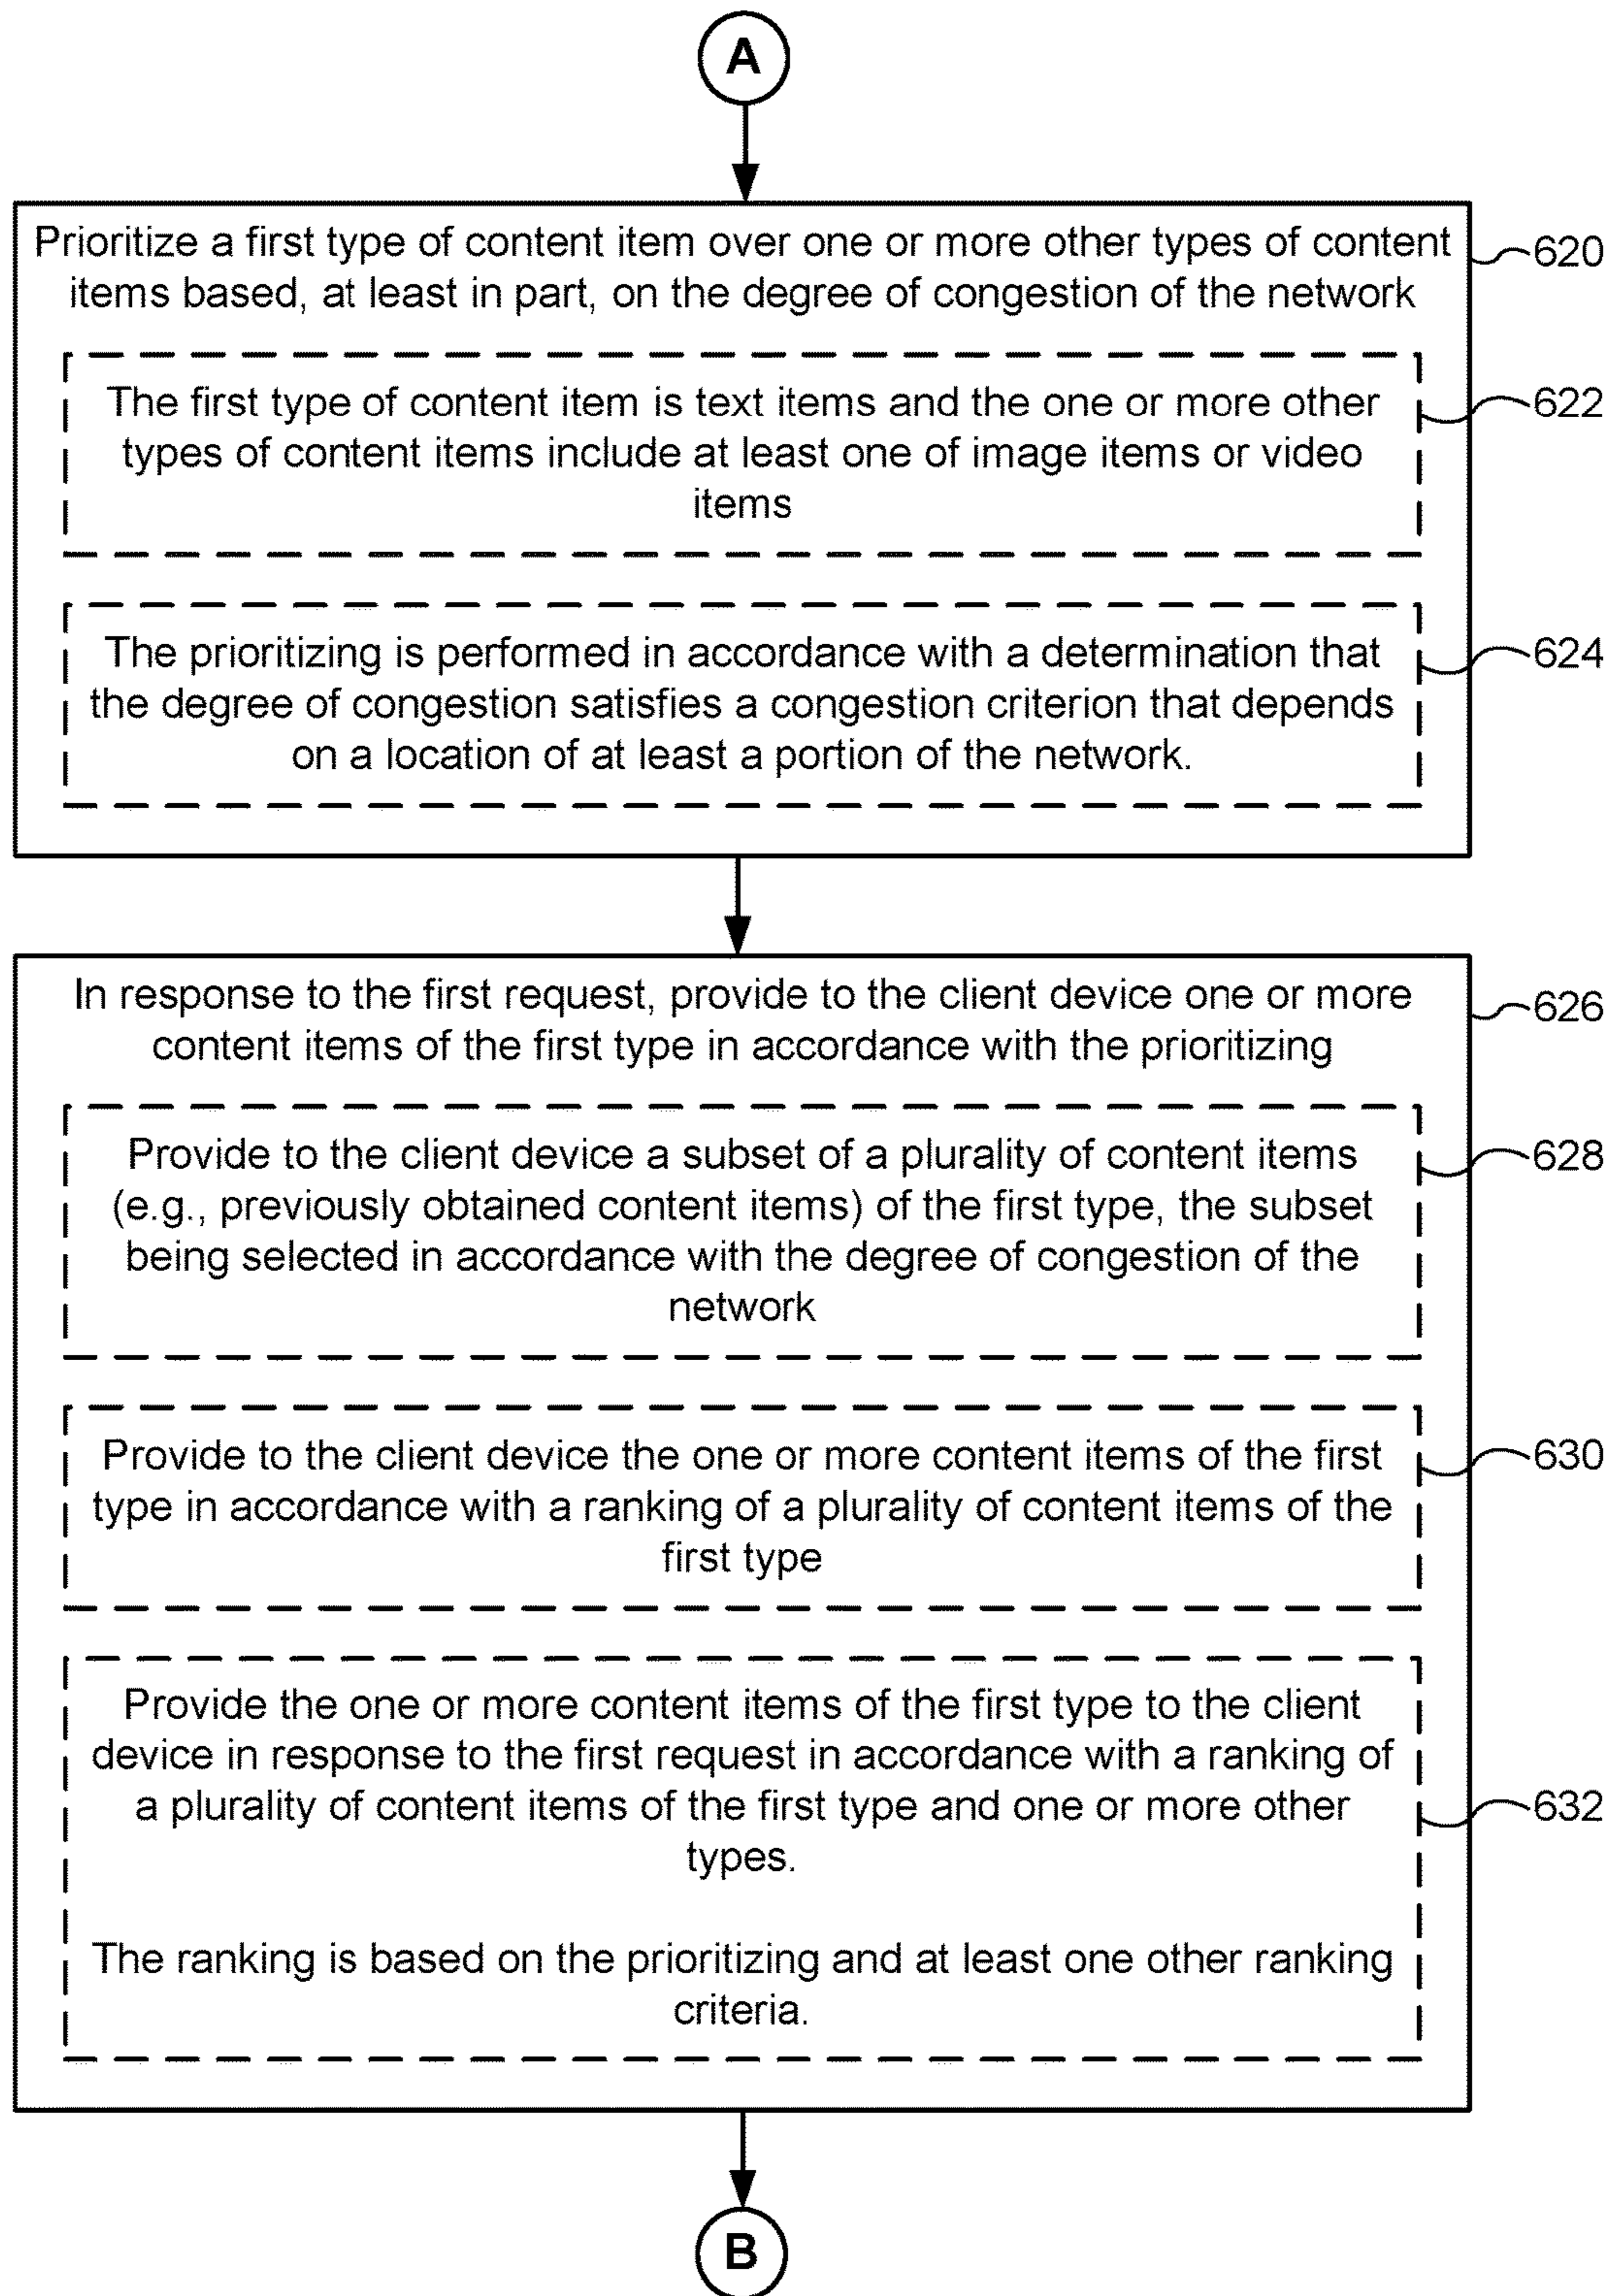 A
Prioritize a first type of content item over one or more other types of content
items based, at least in part, on the degree of congestion of the network
620
The first type of content item is text items and the one or more other
types of content items include at least one of image items or video
items
622
The prioritizing is performed in accordance with a determination that
the degree of congestion satisfies a congestion criterion that depends
on a location of at least a portion of the network.
624
In response to the first request, provide to the client device one or more
content items of the first type in accordance with the prioritizing
626
Provide to the client device a subset of a plurality of content items
(e.g., previously obtained content items) of the first type, the subset
being selected in accordance with the degree of congestion of the
network
628
Provide to the client device the one or more content items of the first
type in accordance with a ranking of a plurality of content items of the
first type
630
Provide the one or more content items of the first type to the client
device in response to the first request in accordance with a ranking of
a plurality of content items of the first type and one or more other
types.
632
The ranking is based on the prioritizing and at least one other ranking
criteria.
B